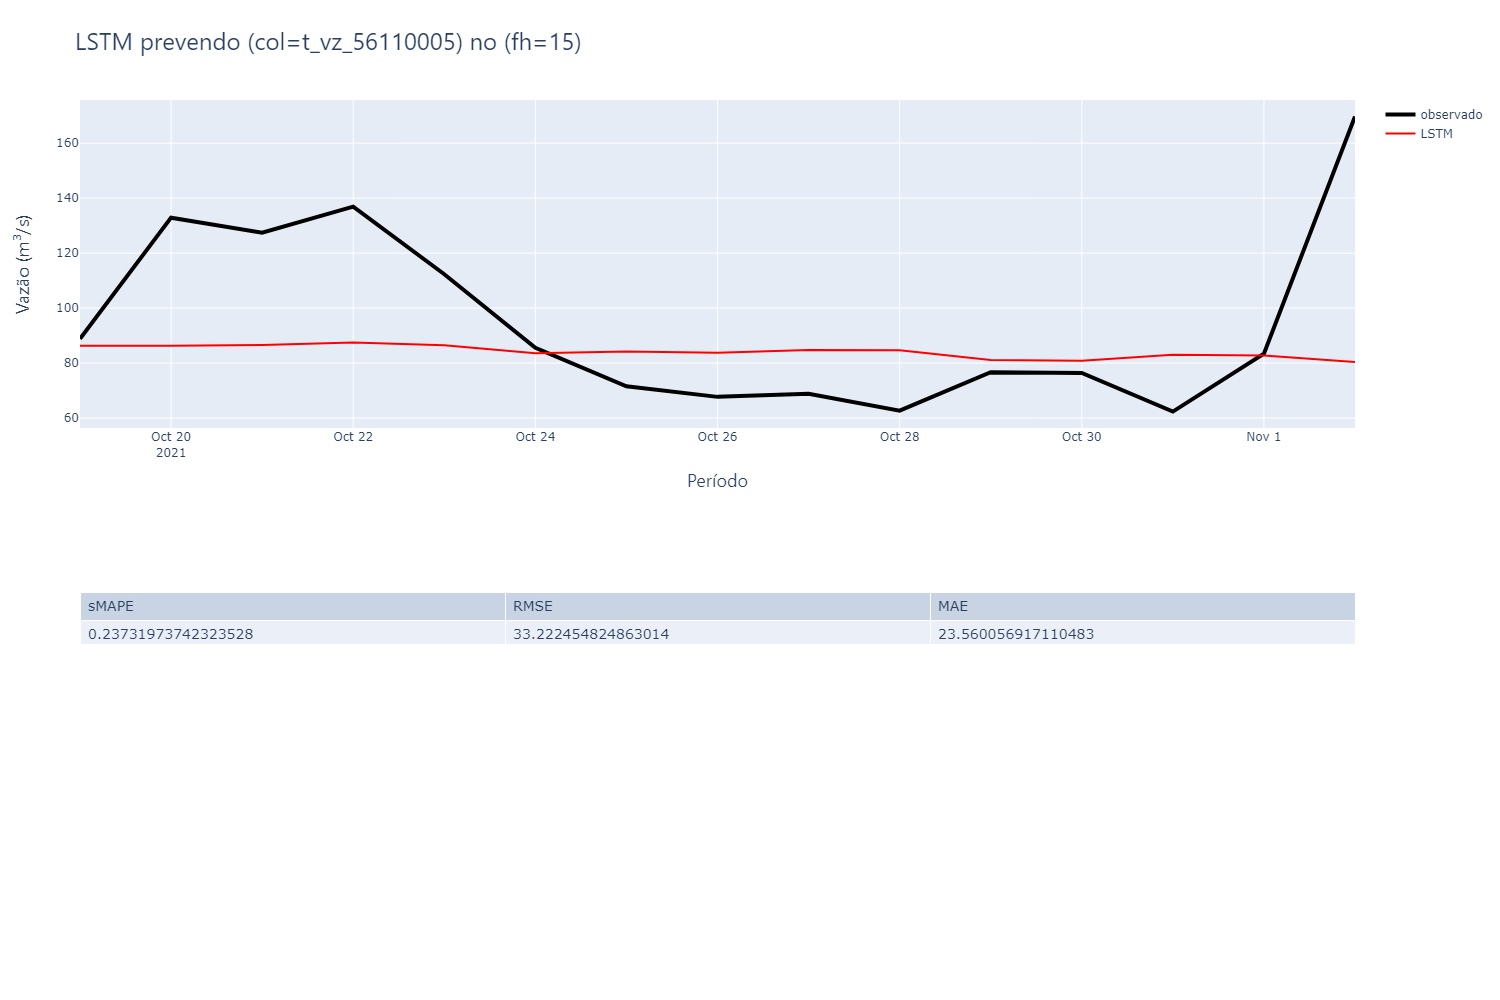 LSTM prevendo (col=t_vz_56110005) no (fh=15)
observado
LSTM
Vazão (m³/s)
160
140
120
100
80
60
Oct 20 Oct 22 Oct 24 Oct 26 Oct 28 Oct 30 Nov 1
2021
Período
sMAPE RMSE MAE
0.23731973742323528 33.222454824863014 23.560056917110483